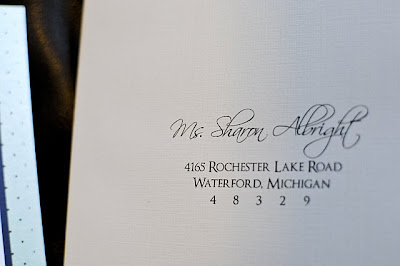 Ms. Sharon Albright
4165 Rochester Lake Road
Waterford, Michigan
4 8 3 2 9